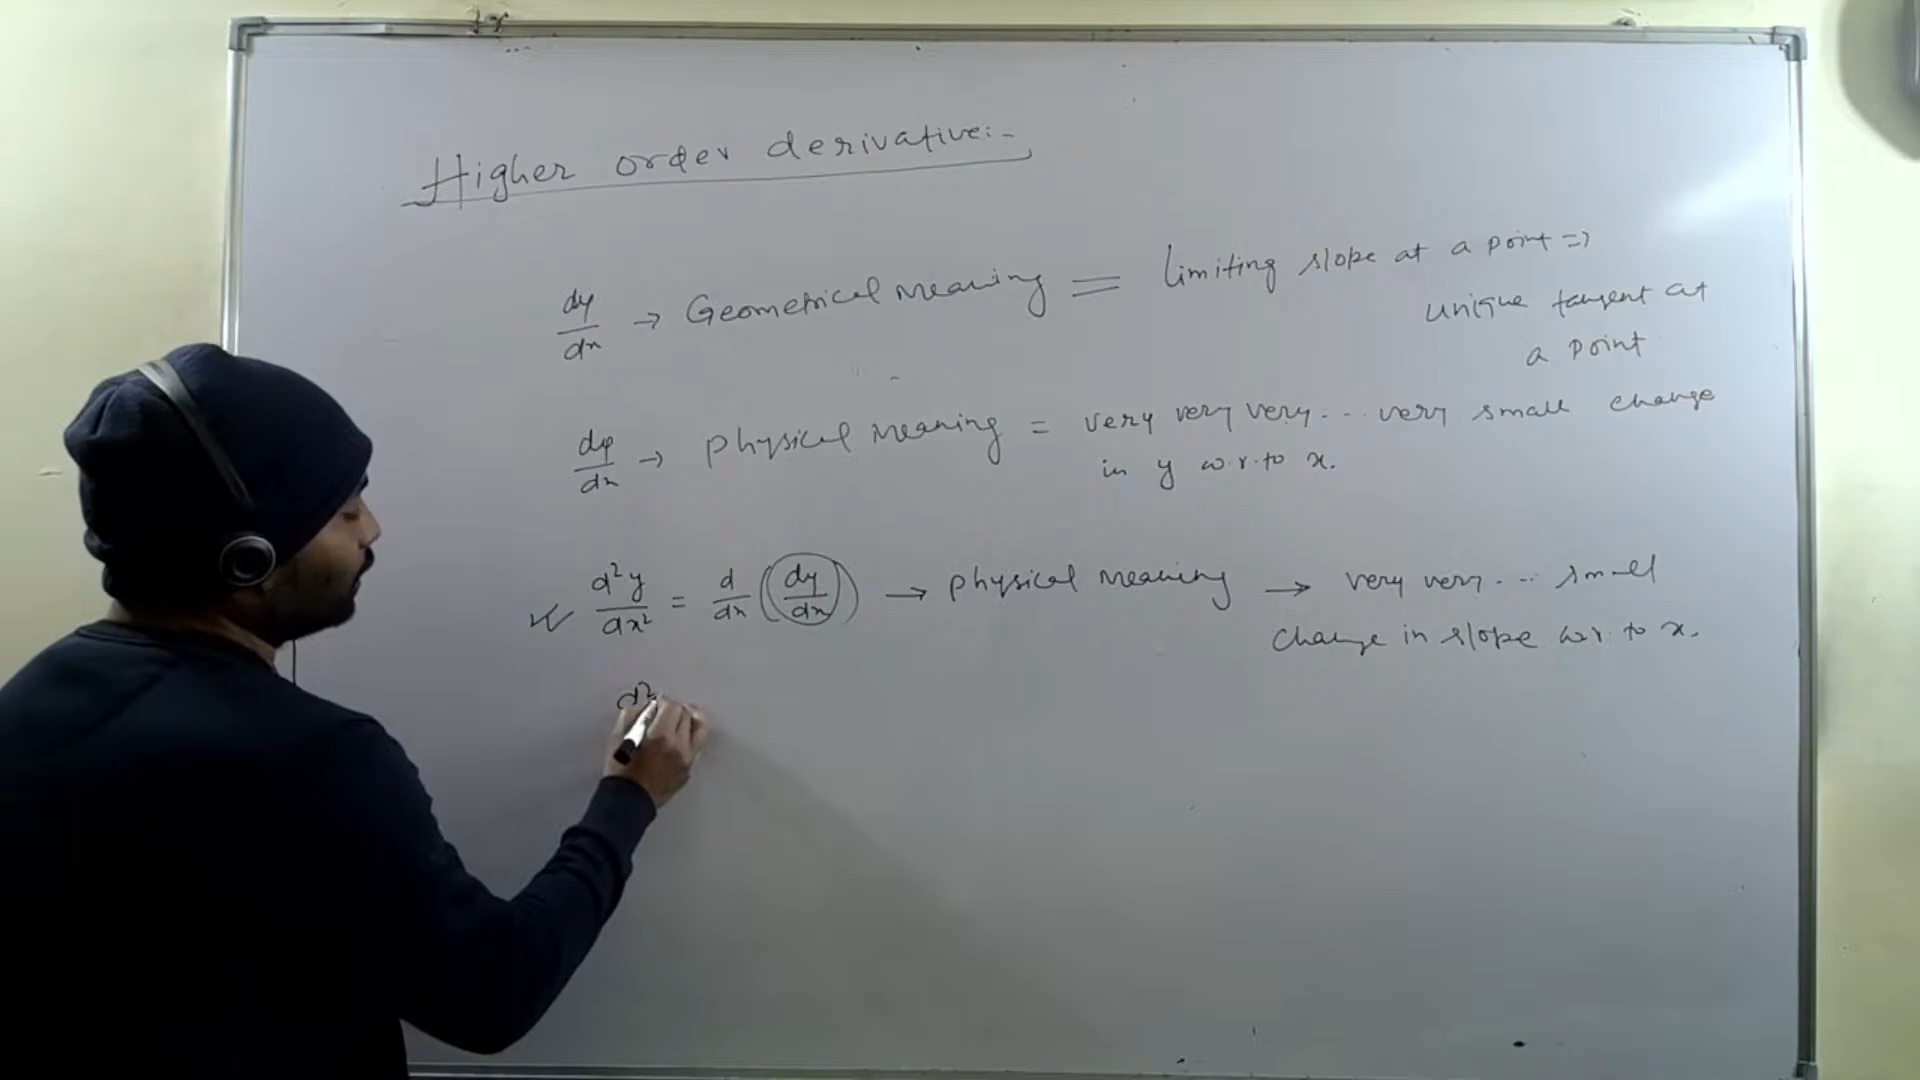 Higher order derivative:-
dy/dx → Geometrical Meaning = limiting slope at a point ⇒
unique tangent at
a point
dy/dx → Physical Meaning = very very very... very small change
in y w.r.to x.
d²y/dx² = d/dx (dy/dx) → physical meaning → very very... small
change in slope w.r. to x.
d²